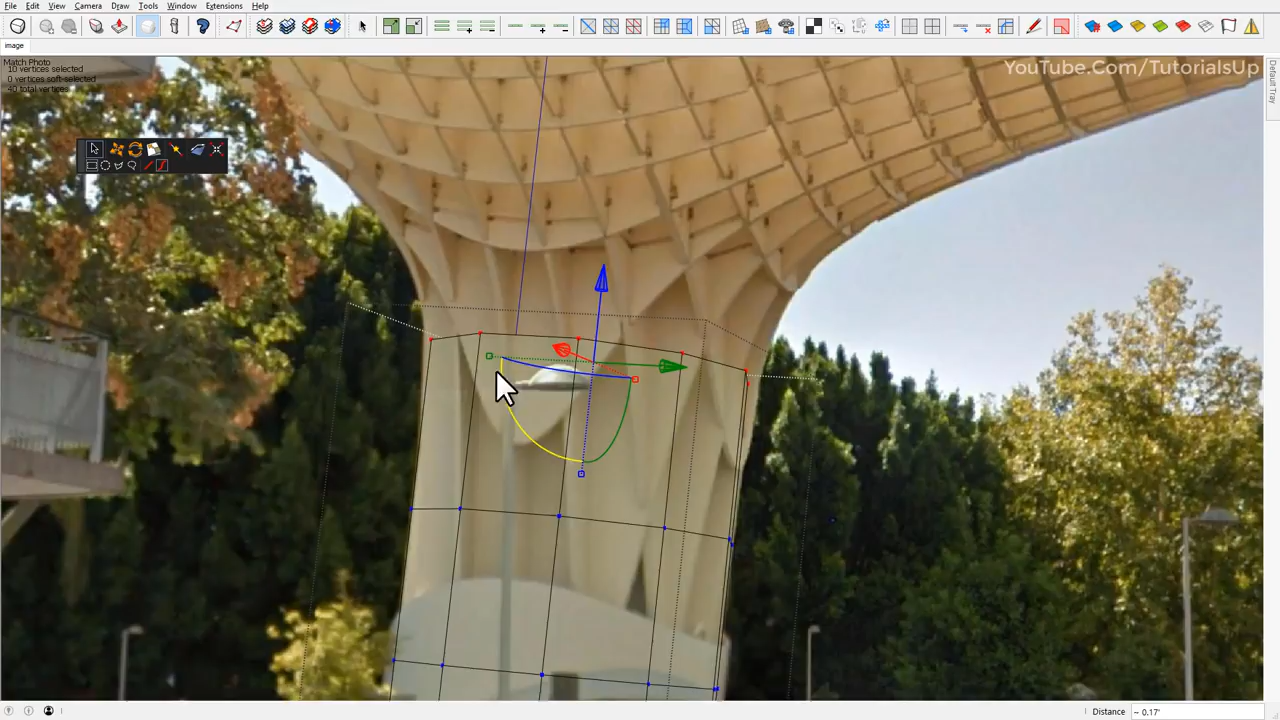 File Edit View Camera Draw Tools Window Extensions Help
image
Match Photo
10 vertices selected
0 vertices soft-selected
40 total vertices
YouTube.Com/TutorialsUp
Default Tray
Distance ~ 0.17'